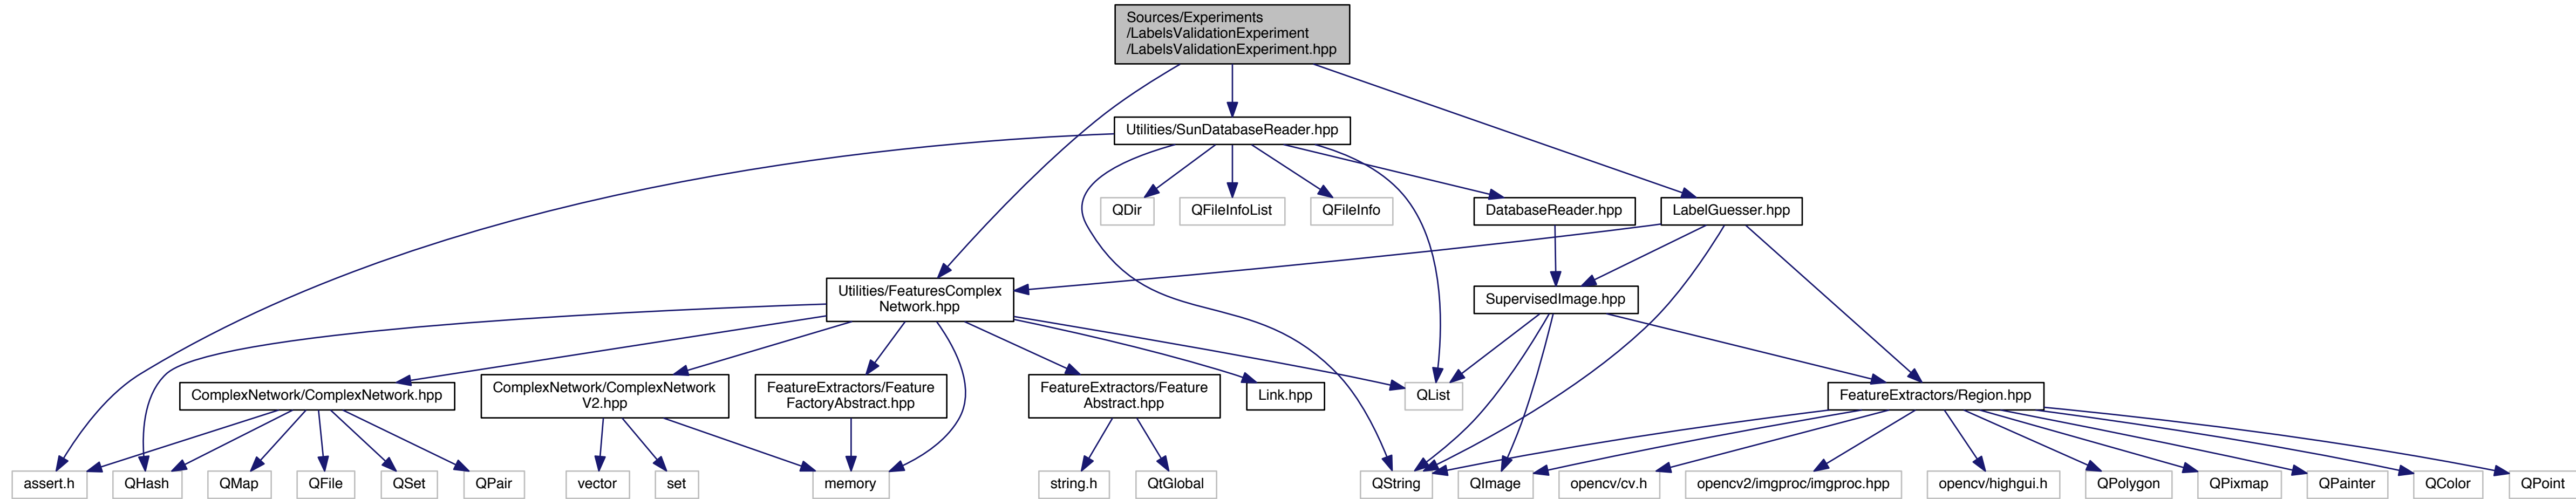 Sources/Experiments
/LabelsValidationExperiment
/LabelsValidationExperiment.hpp
Utilities/SunDatabaseReader.hpp
QDir
QFileInfoList
QFileInfo
DatabaseReader.hpp
LabelGuesser.hpp
Utilities/FeaturesComplex
Network.hpp
SupervisedImage.hpp
ComplexNetwork/ComplexNetwork.hpp
ComplexNetwork/ComplexNetwork
V2.hpp
FeatureExtractors/Feature
FactoryAbstract.hpp
FeatureExtractors/Feature
Abstract.hpp
Link.hpp
QList
FeatureExtractors/Region.hpp
assert.h
QHash
QMap
QFile
QSet
QPair
vector
set
memory
string.h
QtGlobal
QString
QImage
opencv/cv.h
opencv2/imgproc/imgproc.hpp
opencv/highgui.h
QPolygon
QPixmap
QPainter
QColor
QPoint